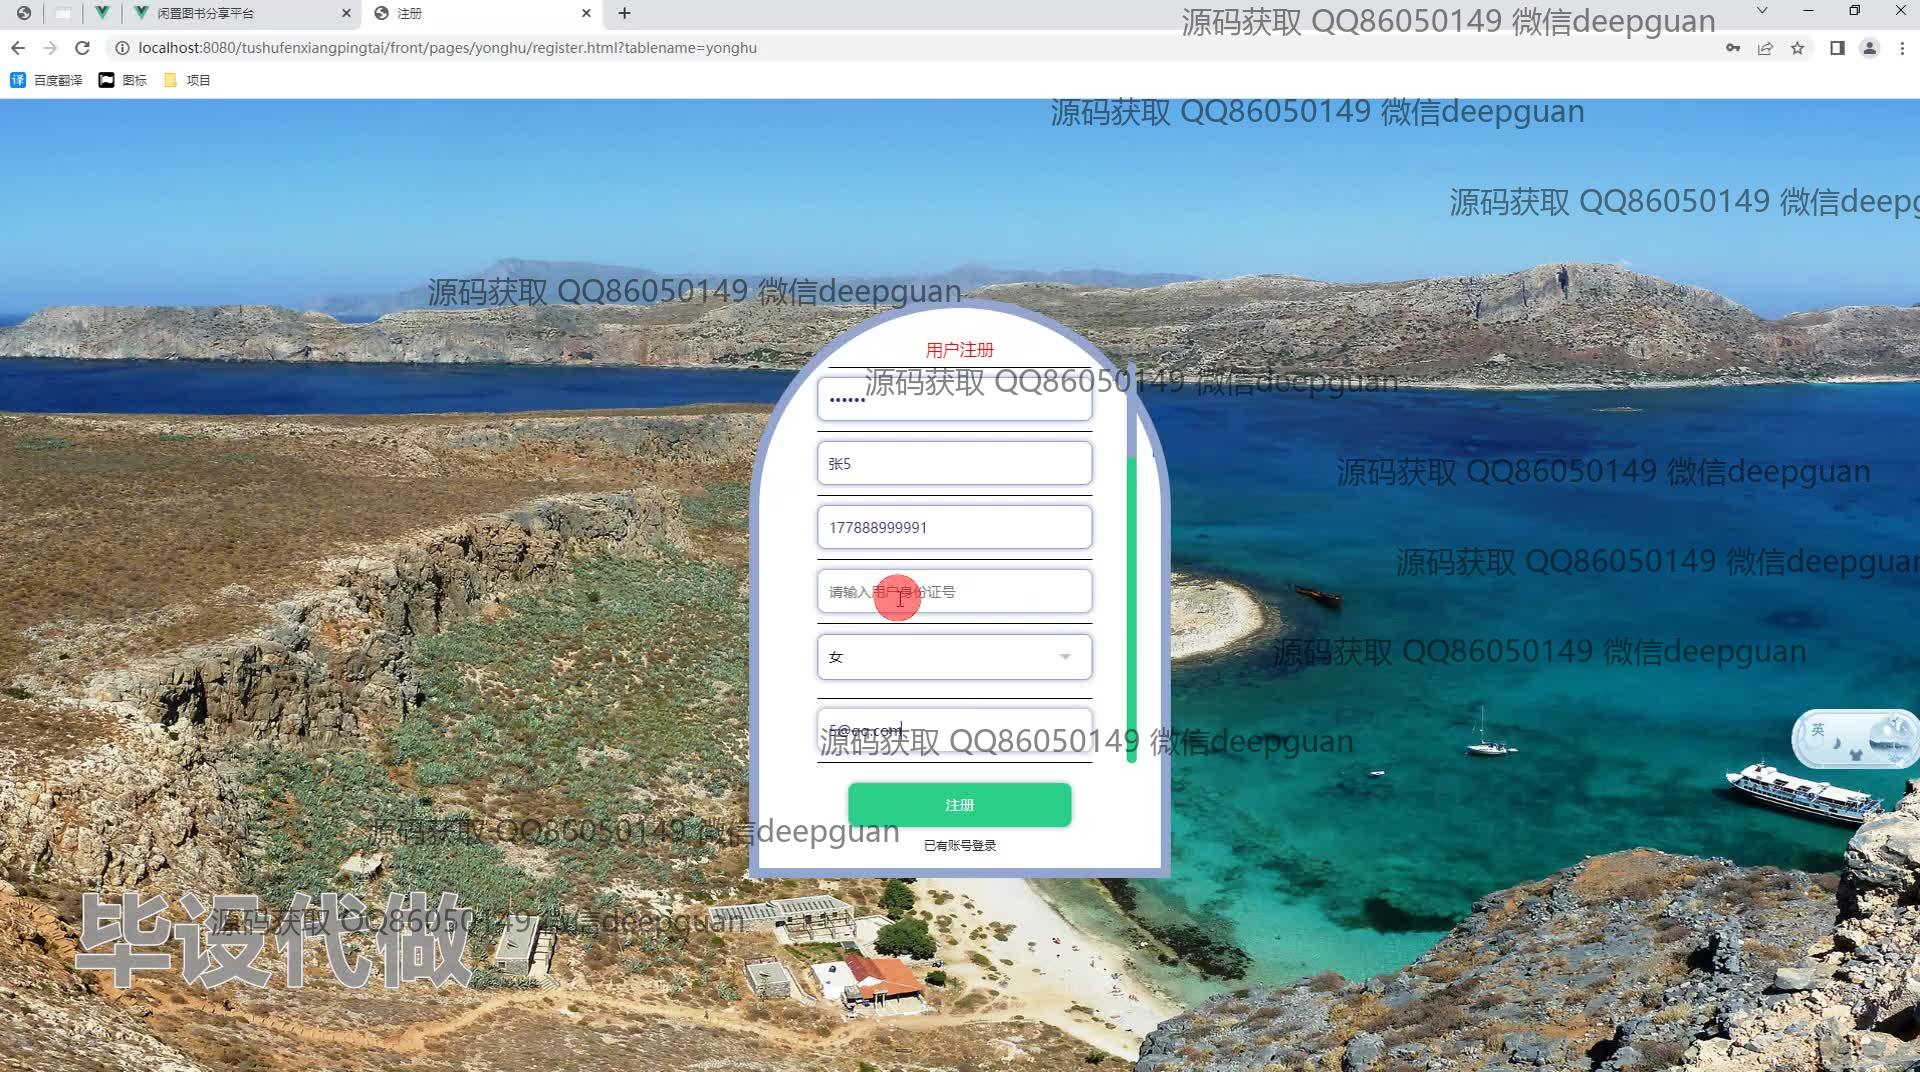 闲置图书分享平台
注册
源码获取 QQ86050149 微信deepguan
localhost:8080/tushufenxiangpingtai/front/pages/yonghu/register.html?tablename=yonghu
译 百度翻译
图标
项目
源码获取 QQ86050149 微信deepguan
源码获取 QQ86050149 微信deepg
源码获取 QQ86050149 微信deepguan
用户注册
源码获取 QQ86050149 微信deepguan
••••••
张5
源码获取 QQ86050149 微信deepguan
177888999991
源码获取 QQ86050149 微信deepguan
请输入用户身份证号
女
源码获取 QQ86050149 微信deepguan
英
5@qq.com
源码获取 QQ86050149 微信deepguan
注册
源码获取 QQ86050149 微信deepguan
已有账号登录
毕设代做
源码获取 QQ86050149 微信deepguan